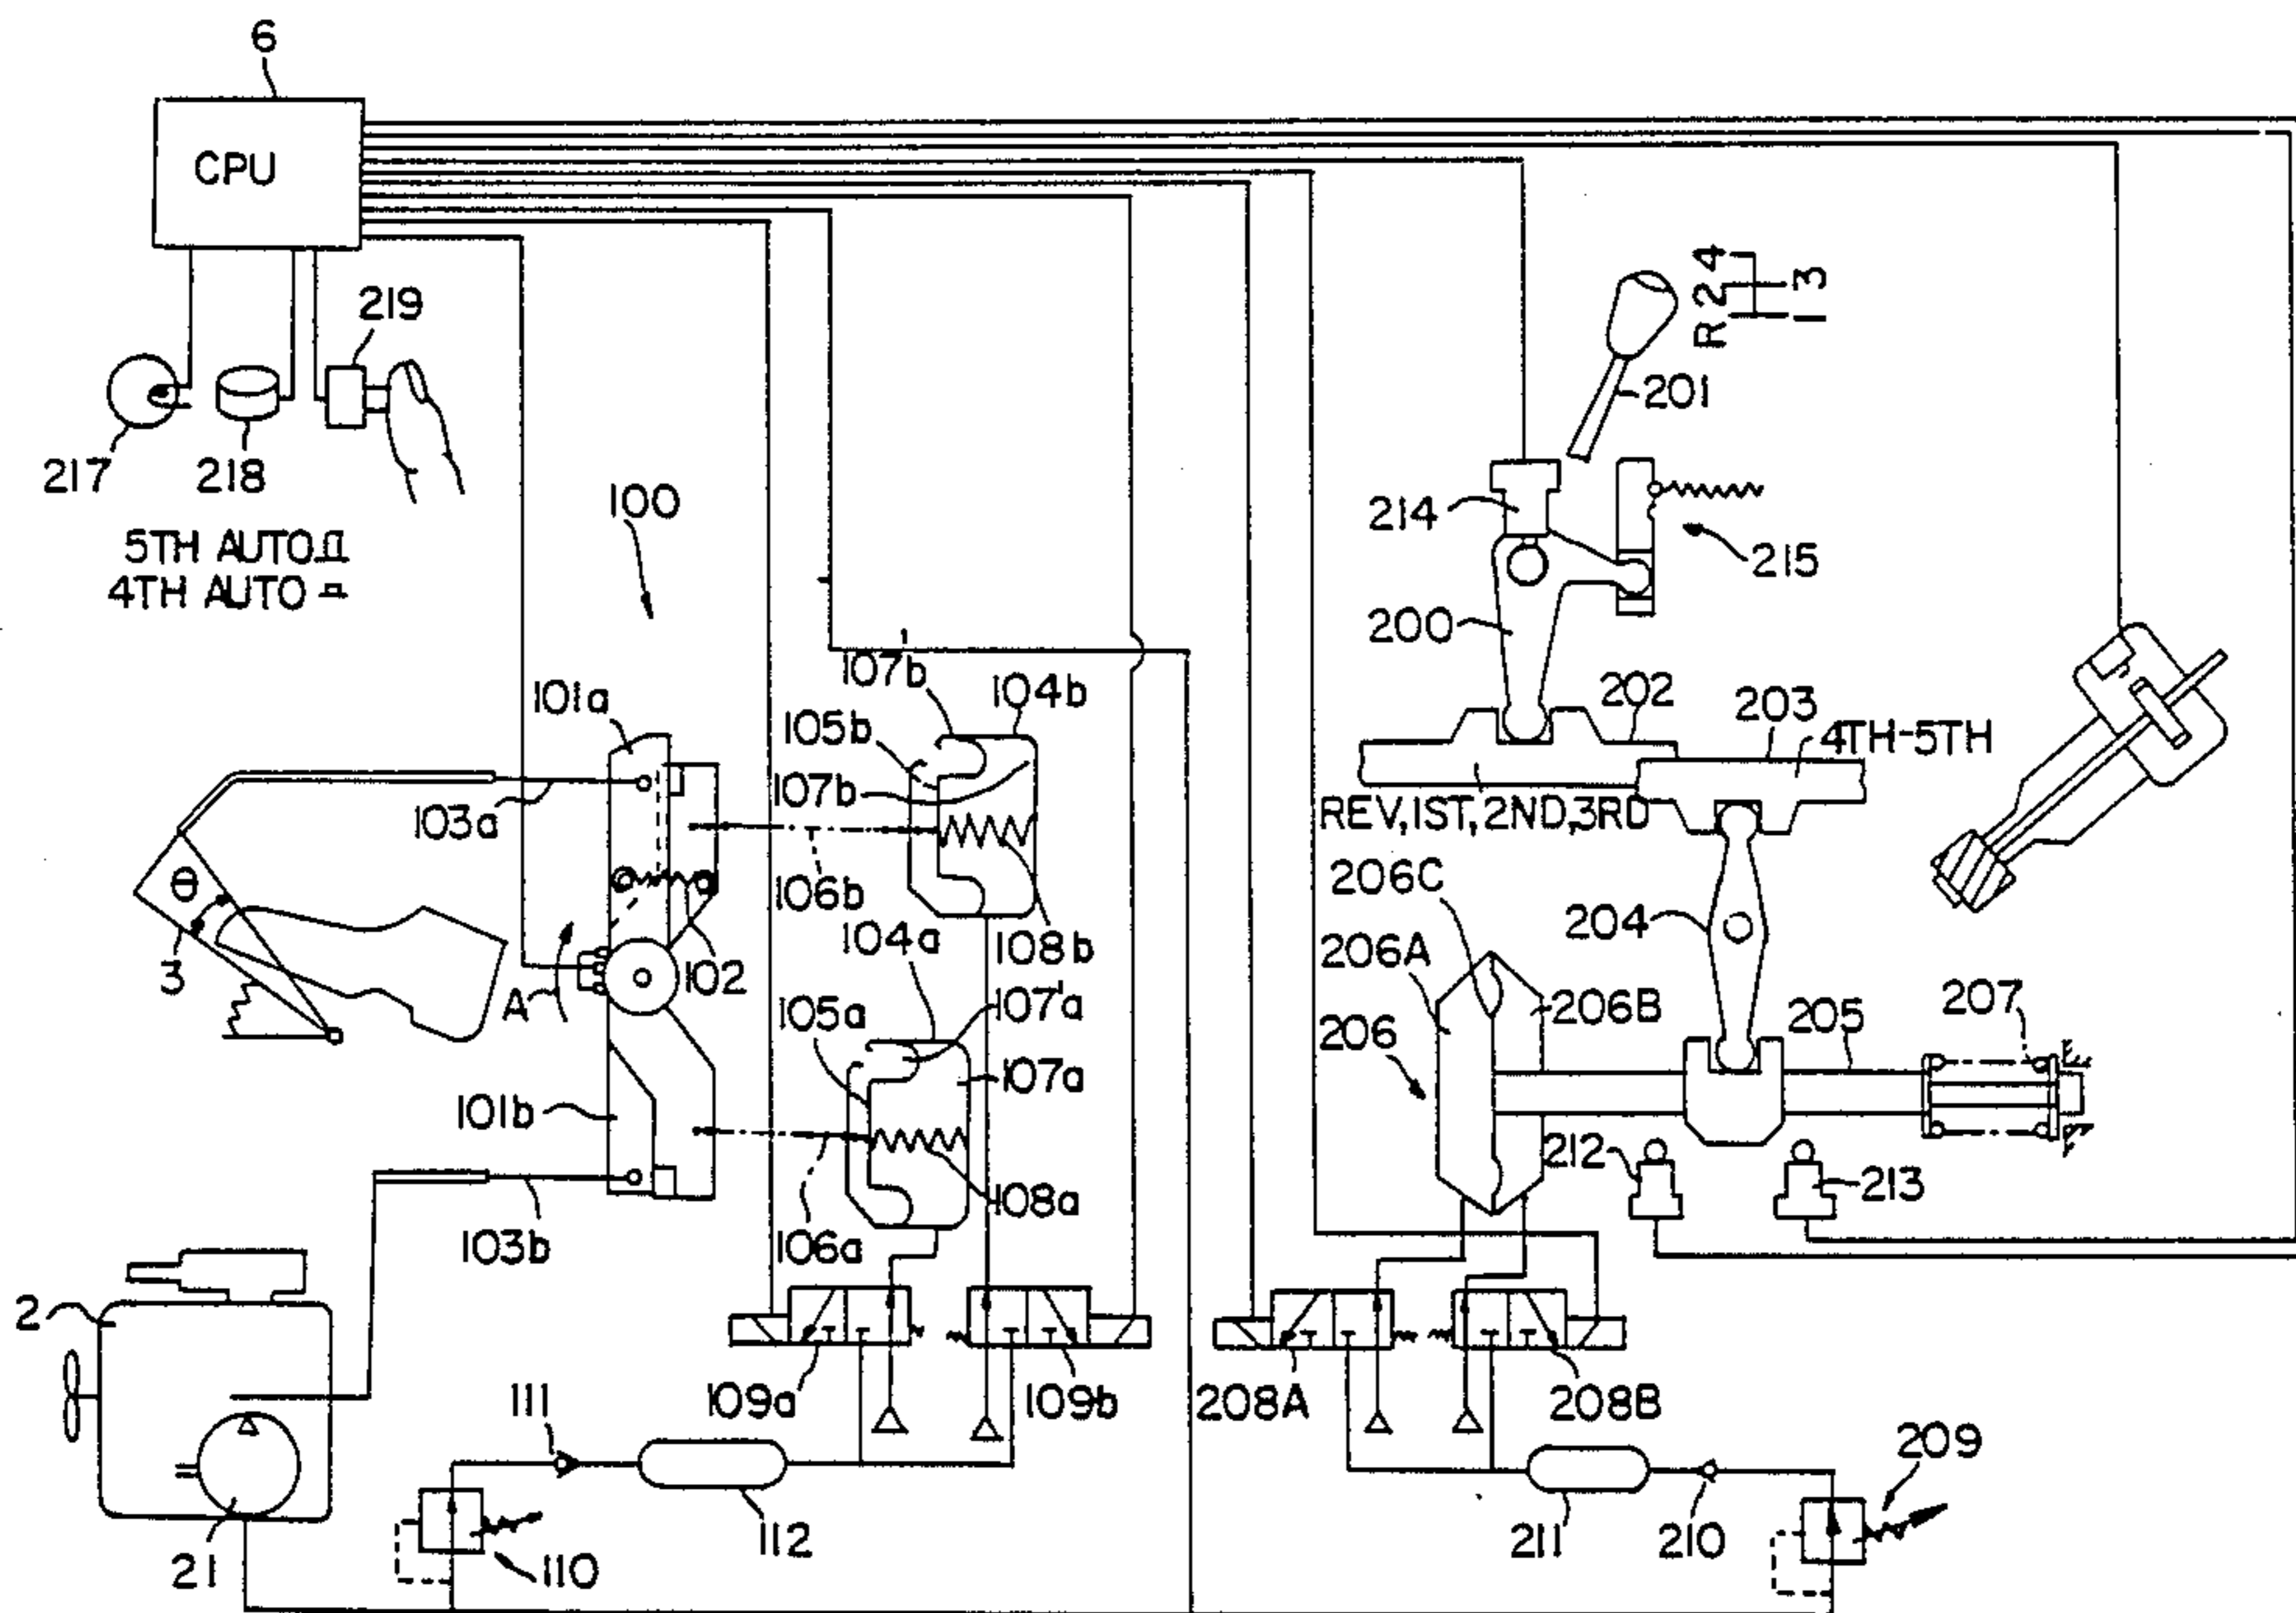 6
CPU
219
217
218
5TH AUTO
4TH AUTO
100
R 2 4
1 3
201
214
215
200
202
203
4TH-5TH
REV, 1ST, 2ND, 3RD
107'b
104b
101a
105b
107b
103a
106b
108b
θ
3
A
102
104a
105a
107'a
107a
101b
108a
106a
103b
206C
206A
206B
206
204
205
207
212
213
2
109a
109b
208A
208B
111
112
110
21
211
210
209